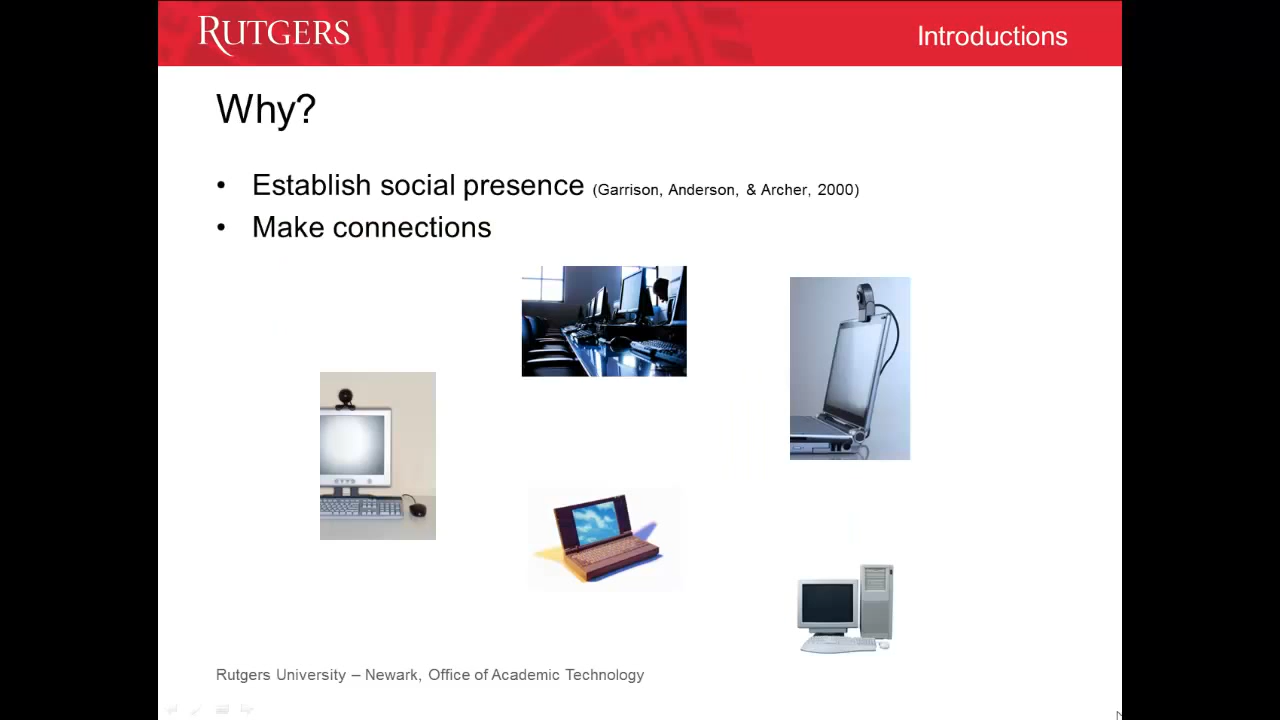 RUTGERS
Introductions
Why?
• Establish social presence (Garrison, Anderson, & Archer, 2000)
• Make connections
Rutgers University – Newark, Office of Academic Technology